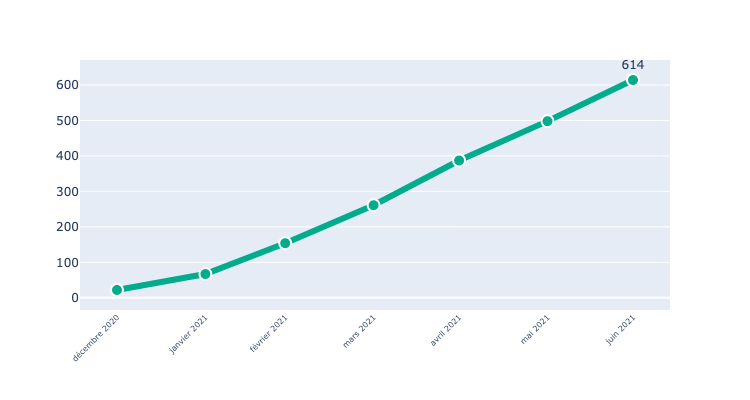 614
600
500
400
300
200
100
0
décembre 2020
janvier 2021
février 2021
mars 2021
avril 2021
mai 2021
juin 2021